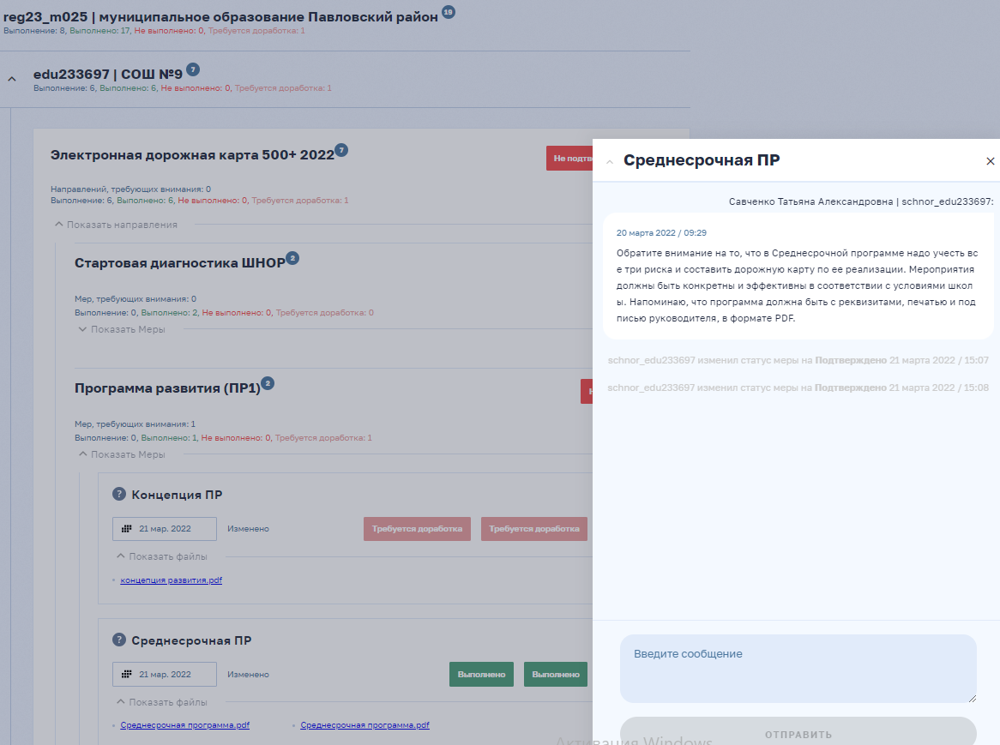 reg23_m025 | муниципальное образование Павловский район 19
Выполнение: 8, Выполнено: 17, Не выполнено: 0, Требуется доработка: 1
edu233697 | СОШ №9 7
Выполнение: 6, Выполнено: 6, Не выполнено: 0, Требуется доработка: 1
Электронная дорожная карта 500+ 2022 7
Не подтв
Направлений, требующих внимания: 0
Выполнение: 6, Выполнено: 6, Не выполнено: 0, Требуется доработка: 1
Показать направления
Стартовая диагностика ШНОР 2
Мер, требующих внимания: 0
Выполнение: 0, Выполнено: 2, Не выполнено: 0, Требуется доработка: 0
Показать Меры
Программа развития (ПР1) 2
Н
Мер, требующих внимания: 1
Выполнение: 0, Выполнено: 1, Не выполнено: 0, Требуется доработка: 1
Показать Меры
? Концепция ПР
21 мар. 2022 Изменено Требуется доработка Требуется доработка
Показать файлы
концепция развития.pdf
? Среднесрочная ПР
21 мар. 2022 Изменено Выполнено Выполнено
Показать файлы
Среднесрочная программа.pdf Среднесрочная программа.pdf
Среднесрочная ПР
Савченко Татьяна Александровна | schnor_edu233697:
20 марта 2022 / 09:29
Обратите внимание на то, что в Среднесрочной программе надо учесть вс
е три риска и составить дорожную карту по ее реализации. Мероприятия
должны быть конкретны и эффективны в соответствии с условиями школ
ы. Напоминаю, что программа должна быть с реквизитами, печатью и под
писью руководителя, в формате PDF.
schnor_edu233697 изменил статус меры на Подтверждено 21 марта 2022 / 15:07
schnor_edu233697 изменил статус меры на Подтверждено 21 марта 2022 / 15:08
Введите сообщение
ОТПРАВИТЬ
Активация Windows